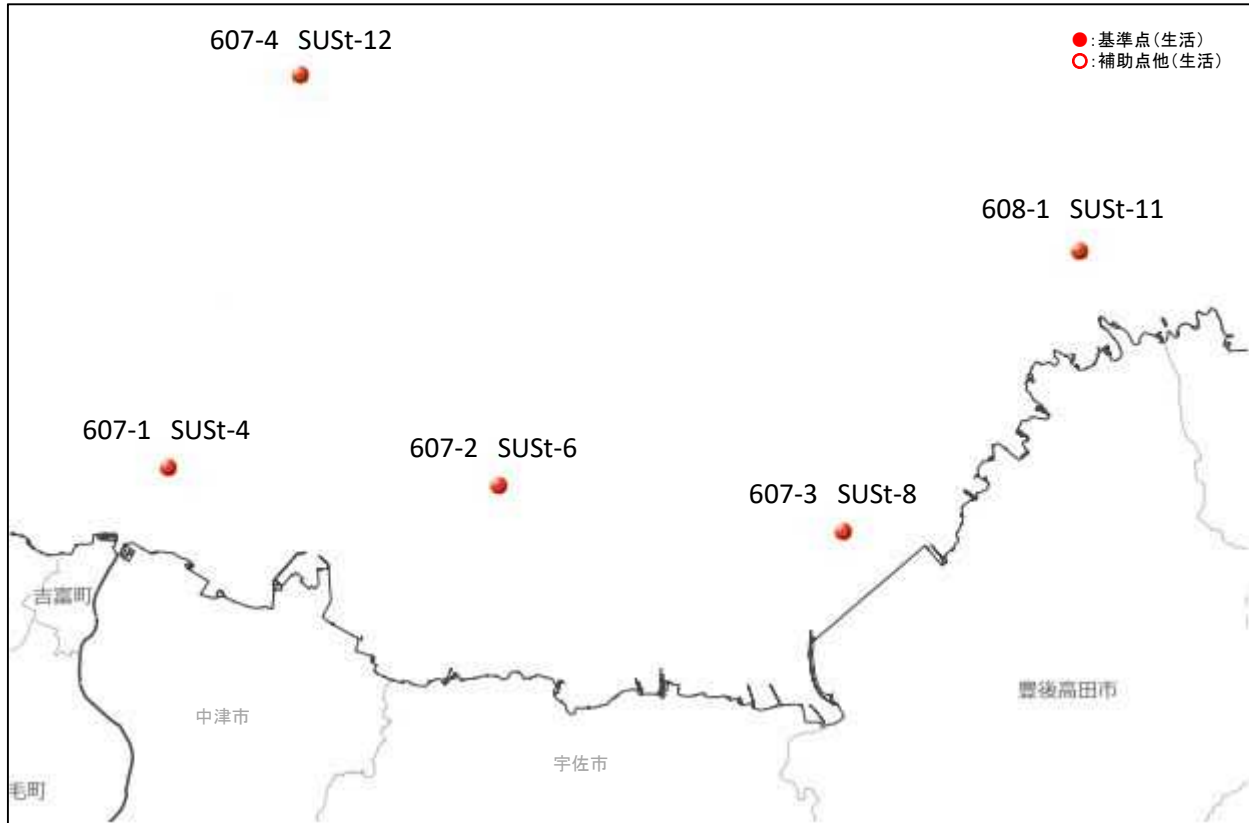 607-4 SUSt-12
●:基準点(生活)
○:補助点他(生活)
608-1 SUSt-11
607-1 SUSt-4
607-2 SUSt-6
607-3 SUSt-8
吉富町
豊後高田市
中津市
宇佐市
毛町